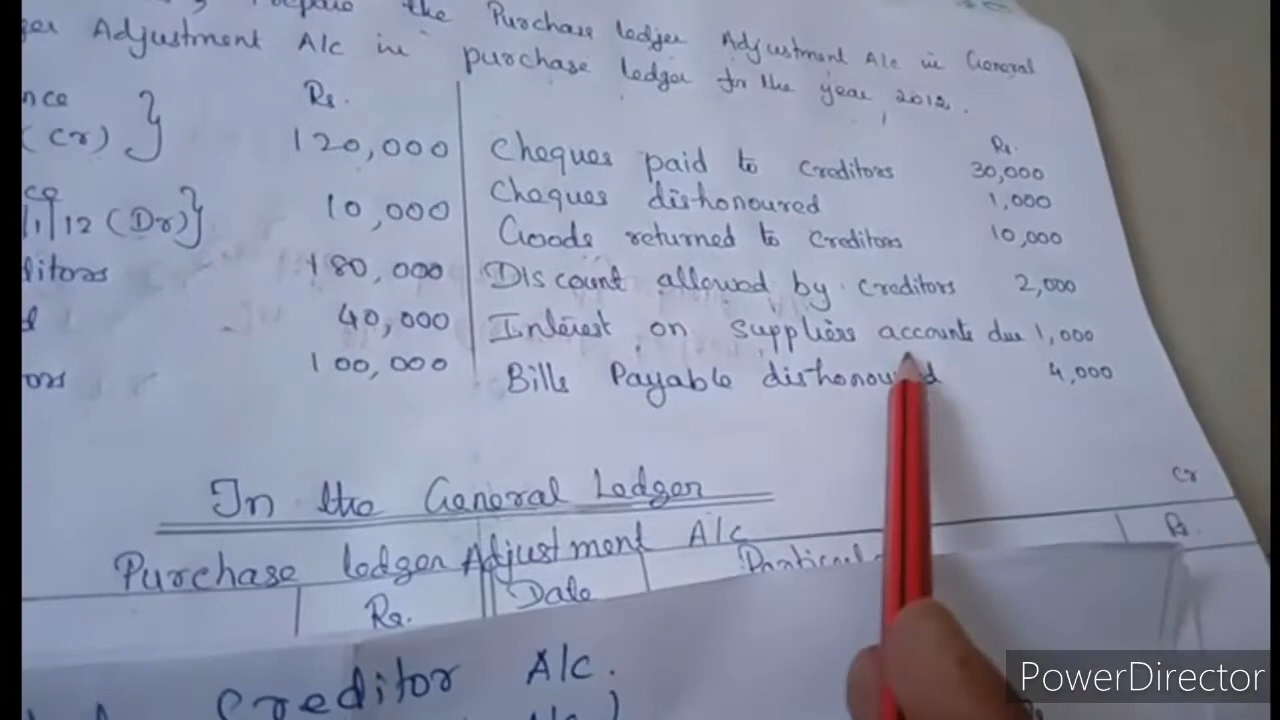 the Purchase ledger Adjustment A/c in General
Adjustment A/c in purchase ledger for the year 2012.
Rs.
(Cr) } 120,000
1/12 (Dr) } 10,000
180,000
40,000
100,000
Rs.
Cheques paid to creditors 30,000
Cheques dishonoured 1,000
Goods returned to creditors 10,000
Discount allowed by creditors 2,000
Interest on suppliers accounts due 1,000
Bills Payable dishonoured 4,000
In the General Ledger
Cr
Purchase ledger Adjustment A/c
Rs. Date Rs.
Creditor A/c.
PowerDirector